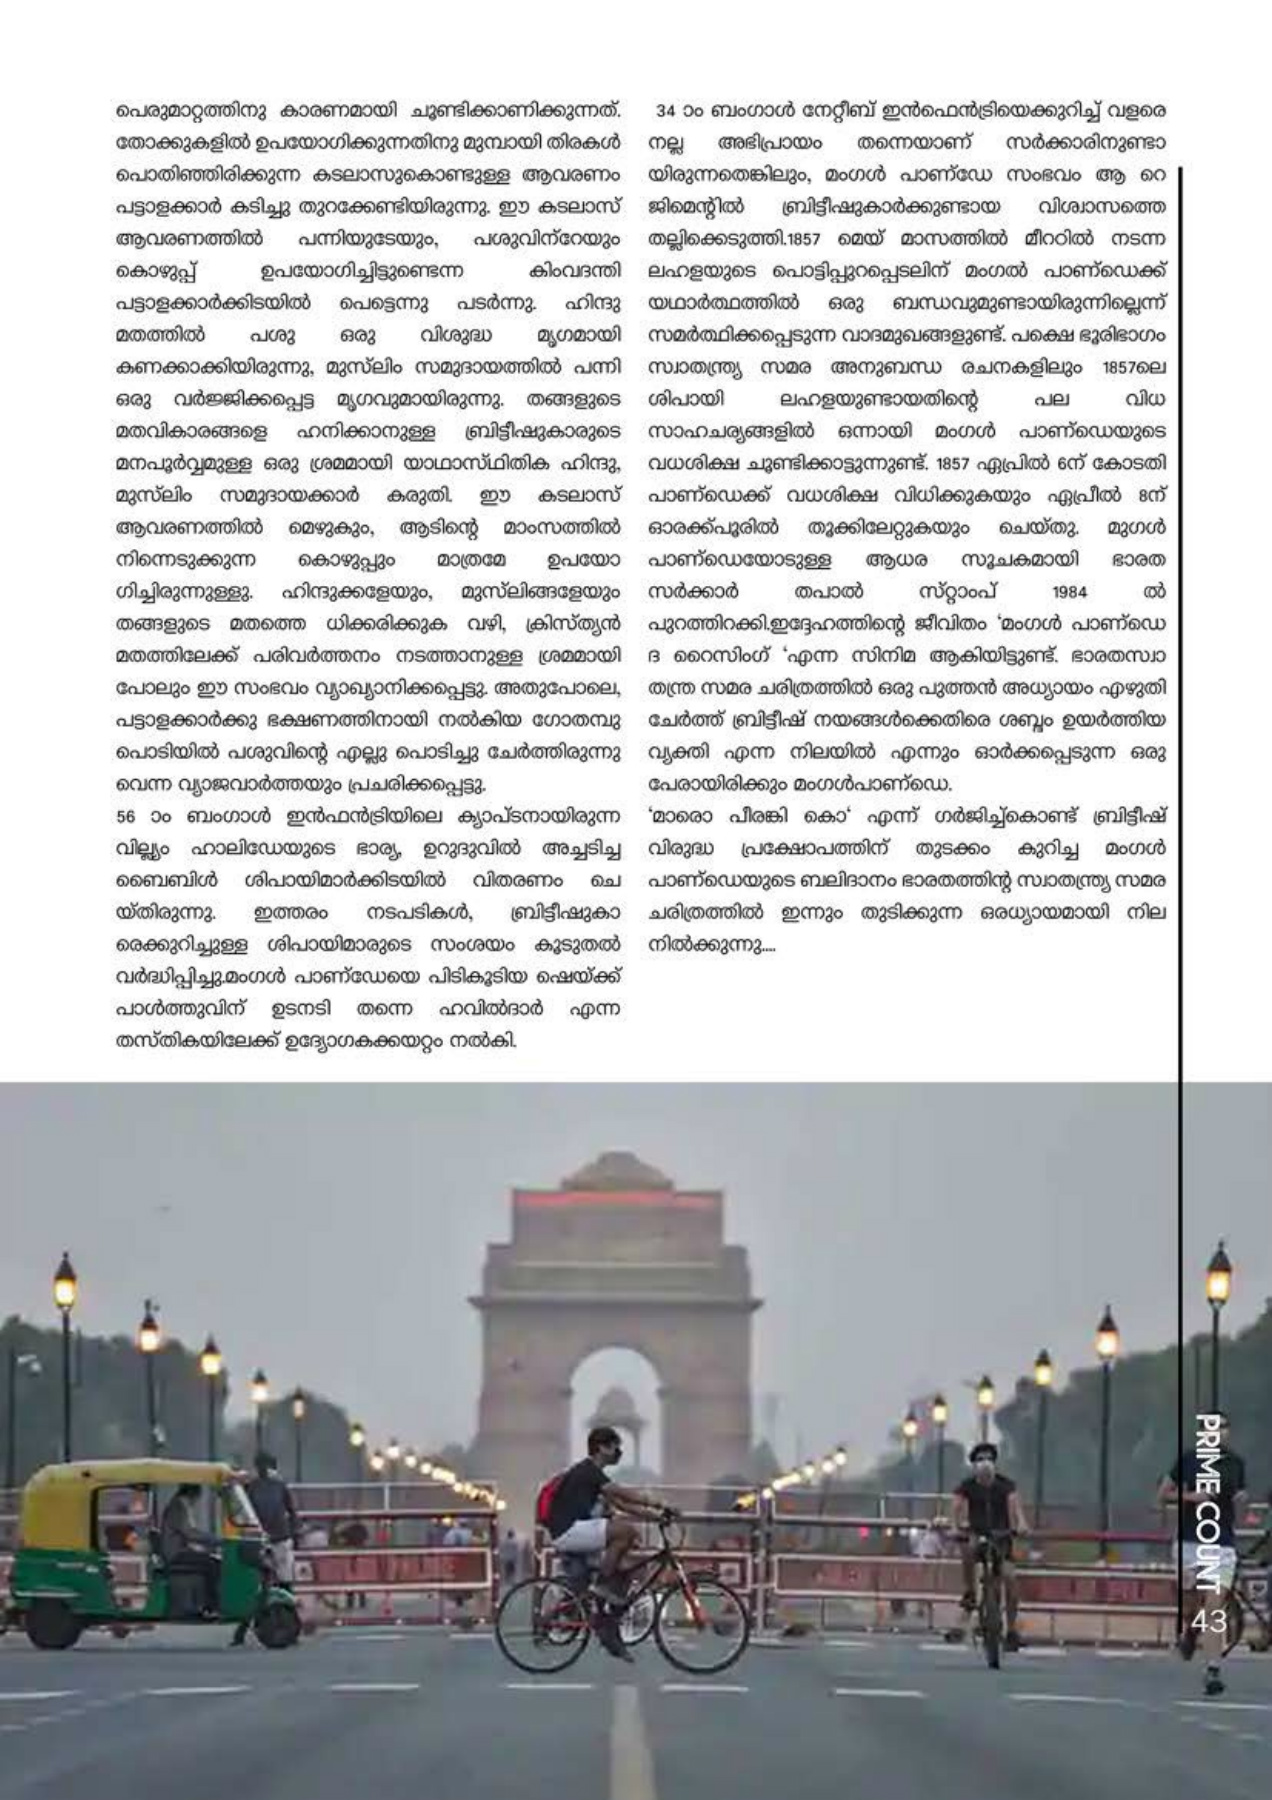 പെരുമാറ്റത്തിനു കാരണമായി ചൂണ്ടിക്കാണിക്കുന്നത്.
തോക്കുകളിൽ ഉപയോഗിക്കുന്നതിനു മുമ്പായി തിരകൾ
പൊതിഞ്ഞിരിക്കുന്ന കടലാസുകൊണ്ടുള്ള ആവരണം
പട്ടാളക്കാർ കടിച്ചു തുറക്കേണ്ടിയിരുന്നു. ഈ കടലാസ്
ആവരണത്തിൽ പന്നിയുടേയും, പശുവിന്റേയും
കൊഴുപ്പ് ഉപയോഗിച്ചിട്ടുണ്ടെന്ന കിംവദന്തി
പട്ടാളക്കാർക്കിടയിൽ പെട്ടെന്നു പടർന്നു. ഹിന്ദു
മതത്തിൽ പശു ഒരു വിശുദ്ധ മൃഗമായി
കണക്കാക്കിയിരുന്നു, മുസ്‌ലിം സമുദായത്തിൽ പന്നി
ഒരു വർജ്ജിക്കപ്പെട്ട മൃഗവുമായിരുന്നു. തങ്ങളുടെ
മതവികാരങ്ങളെ ഹനിക്കാനുള്ള ബ്രിട്ടീഷുകാരുടെ
മനപൂർവ്വമുള്ള ഒരു ശ്രമമായി യാഥാസ്ഥിതിക ഹിന്ദു,
മുസ്‌ലിം സമുദായക്കാർ കരുതി. ഈ കടലാസ്
ആവരണത്തിൽ മെഴുകും, ആടിന്റെ മാംസത്തിൽ
നിന്നെടുക്കുന്ന കൊഴുപ്പും മാത്രമേ ഉപയോ
ഗിച്ചിരുന്നുള്ളു. ഹിന്ദുക്കളേയും, മുസ്‌ലിങ്ങളേയും
തങ്ങളുടെ മതത്തെ ധിക്കരിക്കുക വഴി, ക്രിസ്ത്യൻ
മതത്തിലേക്ക് പരിവർത്തനം നടത്താനുള്ള ശ്രമമായി
പോലും ഈ സംഭവം വ്യാഖ്യാനിക്കപ്പെട്ടു. അതുപോലെ,
പട്ടാളക്കാർക്കു ഭക്ഷണത്തിനായി നൽകിയ ഗോതമ്പു
പൊടിയിൽ പശുവിന്റെ എല്ലു പൊടിച്ചു ചേർത്തിരുന്നു
വെന്ന വ്യാജവാർത്തയും പ്രചരിക്കപ്പെട്ടു.
56 ാം ബംഗാൾ ഇൻഫൻട്രിയിലെ ക്യാപ്ടനായിരുന്ന
വില്ല്യം ഹാലിഡേയുടെ ഭാര്യ, ഉറുദുവിൽ അച്ചടിച്ച
ബൈബിൾ ശിപായിമാർക്കിടയിൽ വിതരണം ചെ
യ്തിരുന്നു. ഇത്തരം നടപടികൾ, ബ്രിട്ടീഷുകാ
രെക്കുറിച്ചുള്ള ശിപായിമാരുടെ സംശയം കൂടുതൽ
വർദ്ധിപ്പിച്ചു.മംഗൾ പാണ്ഡേയെ പിടികൂടിയ ഷെയ്ക്ക്
പാൾത്തുവിന് ഉടനടി തന്നെ ഹവിൽദാർ എന്ന
തസ്തികയിലേക്ക് ഉദ്യോഗകക്കയറ്റം നൽകി.
34 ാം ബംഗാൾ നേറ്റീബ് ഇൻഫെൻട്രിയെക്കുറിച്ച് വളരെ
നല്ല അഭിപ്രായം തന്നെയാണ് സർക്കാരിനുണ്ടാ
യിരുന്നതെങ്കിലും, മംഗൾ പാണ്ഡേ സംഭവം ആ റെ
ജിമെന്റിൽ ബ്രിട്ടീഷുകാർക്കുണ്ടായ വിശ്വാസത്തെ
തല്ലിക്കെടുത്തി.1857 മെയ് മാസത്തിൽ മീററിൽ നടന്ന
ലഹളയുടെ പൊട്ടിപ്പുറപ്പെടലിന് മംഗൽ പാണ്ഡെക്ക്
യഥാർത്ഥത്തിൽ ഒരു ബന്ധവുമുണ്ടായിരുന്നില്ലെന്ന്
സമർത്ഥിക്കപ്പെടുന്ന വാദമുഖങ്ങളുണ്ട്. പക്ഷെ ഭൂരിഭാഗം
സ്വാതന്ത്ര്യ സമര അനുബന്ധ രചനകളിലും 1857ലെ
ശിപായി ലഹളയുണ്ടായതിന്റെ പല വിധ
സാഹചര്യങ്ങളിൽ ഒന്നായി മംഗൾ പാണ്ഡെയുടെ
വധശിക്ഷ ചൂണ്ടിക്കാട്ടുന്നുണ്ട്. 1857 ഏപ്രിൽ 6ന് കോടതി
പാണ്ഡെക്ക് വധശിക്ഷ വിധിക്കുകയും ഏപ്രീൽ 8ന്
ഓരക്ക്പൂരിൽ തൂക്കിലേറ്റുകയും ചെയ്തു. മുഗൾ
പാണ്ഡെയോടുള്ള ആധര സൂചകമായി ഭാരത
സർക്കാർ തപാൽ സ്റ്റാംപ് 1984 ൽ
പുറത്തിറക്കി.ഇദ്ദേഹത്തിന്റെ ജീവിതം ‘മംഗൾ പാണ്ഡെ
ദ റൈസിംഗ് ‘എന്ന സിനിമ ആകിയിട്ടുണ്ട്. ഭാരതസ്വാ
തന്ത്ര സമര ചരിത്രത്തിൽ ഒരു പുത്തൻ അധ്യായം എഴുതി
ചേർത്ത് ബ്രിട്ടീഷ് നയങ്ങൾക്കെതിരെ ശബ്ദം ഉയർത്തിയ
വ്യക്തി എന്ന നിലയിൽ എന്നും ഓർക്കപ്പെടുന്ന ഒരു
പേരായിരിക്കും മംഗൾപാണ്ഡെ.
‘മാരൊ പീരങ്കി കൊ‘ എന്ന് ഗർജിച്ച്കൊണ്ട് ബ്രിട്ടീഷ്
വിരുദ്ധ പ്രക്ഷോപത്തിന് തുടക്കം കുറിച്ച മംഗൾ
പാണ്ഡെയുടെ ബലിദാനം ഭാരതത്തിന്റ സ്വാതന്ത്ര്യ സമര
ചരിത്രത്തിൽ ഇന്നും തുടിക്കുന്ന ഒരധ്യായമായി നില
നിൽക്കുന്നു....
PRIME COUNT
43